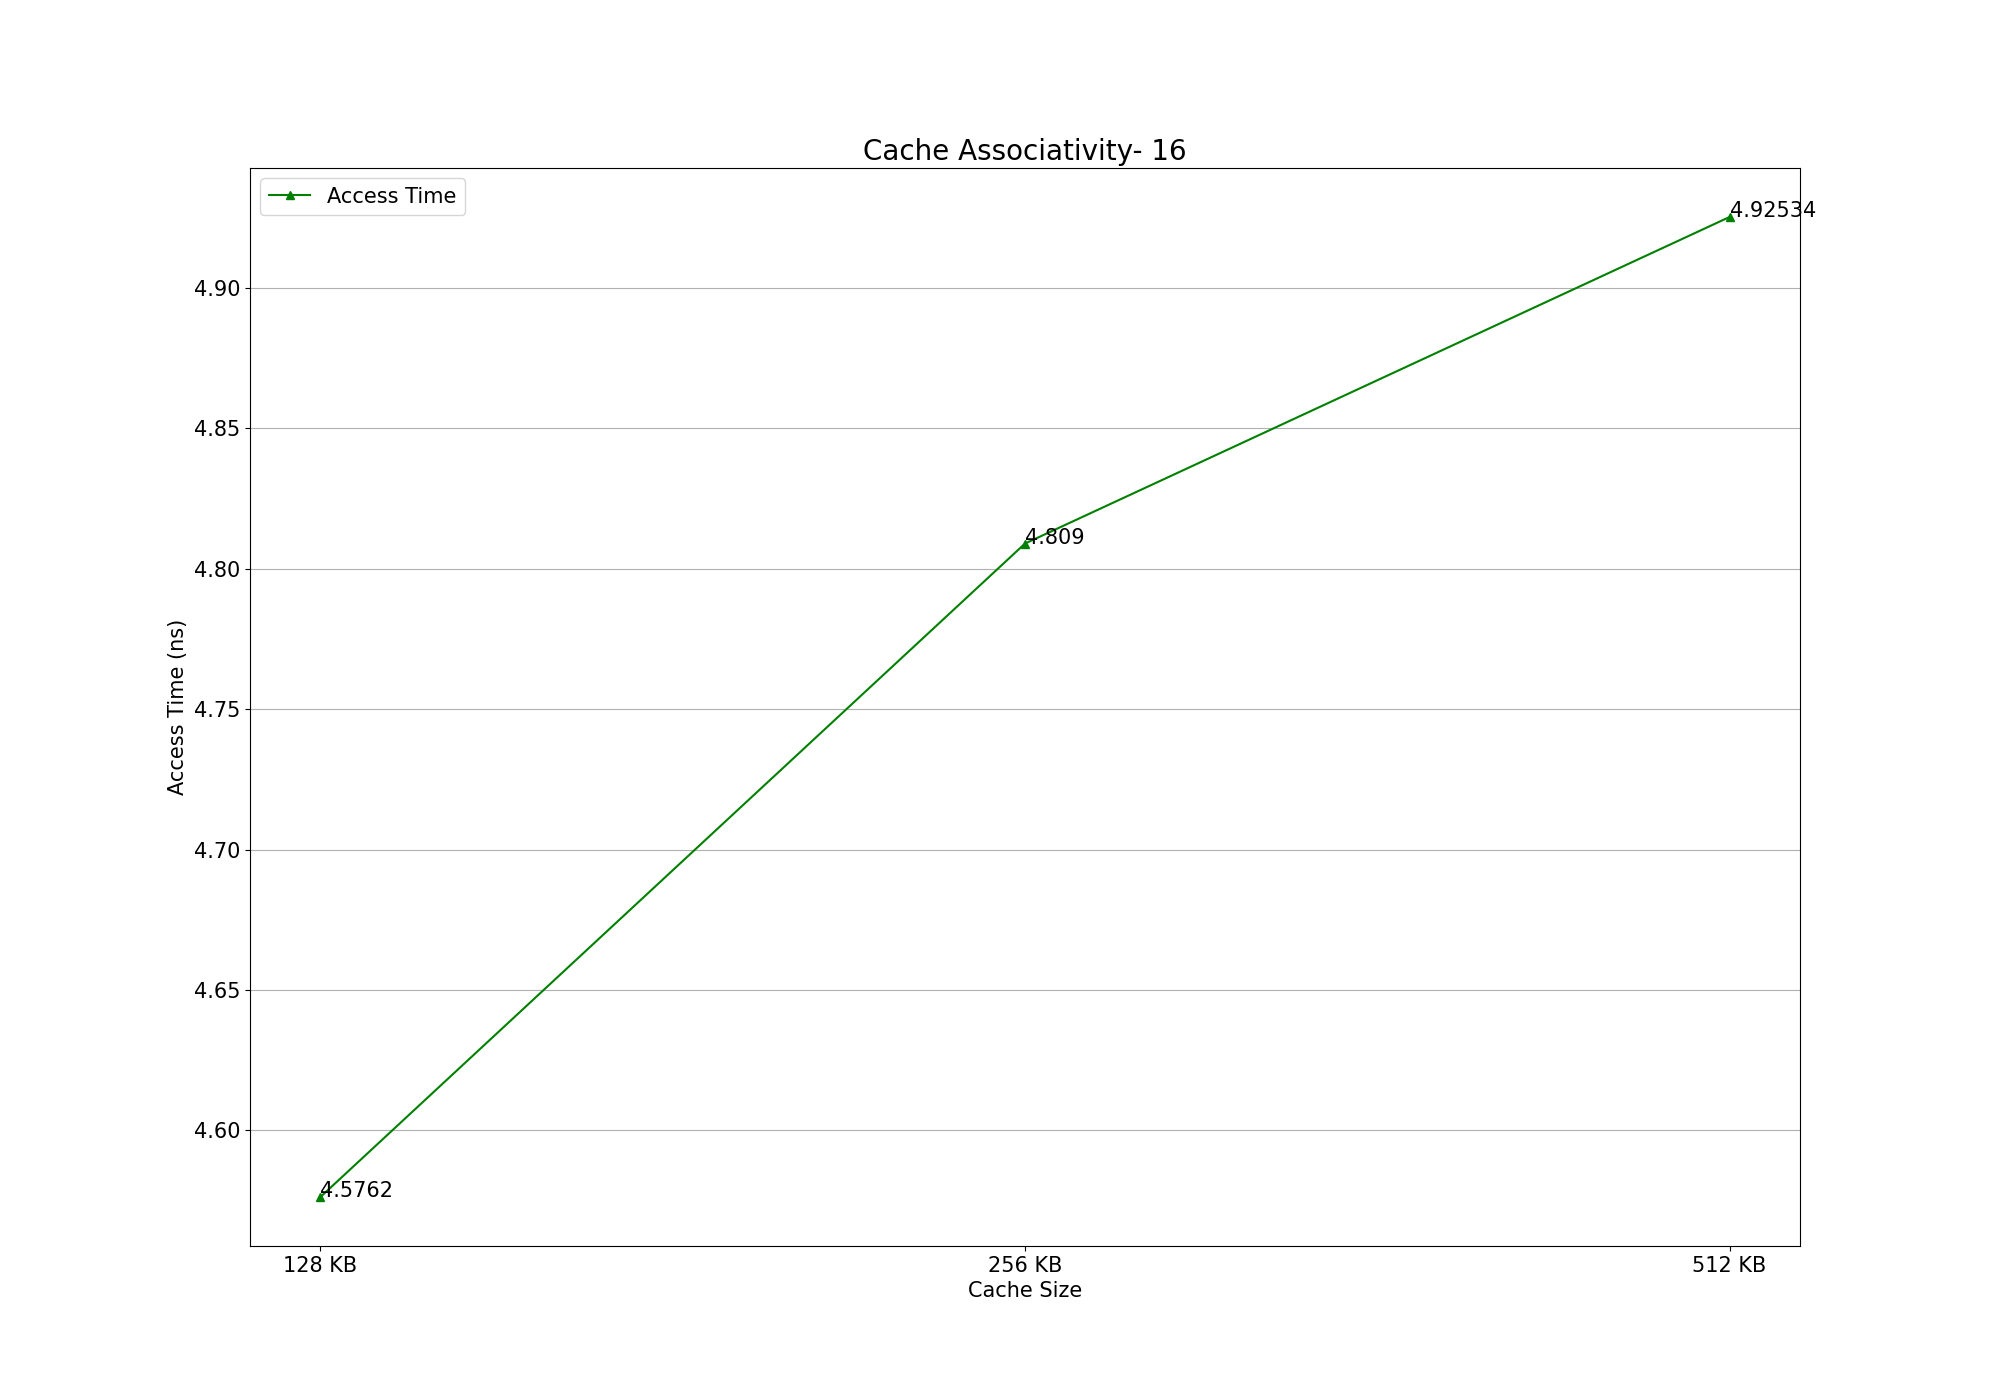 Cache Associativity- 16
Access Time
4.92534
4.90
4.85
4.809
4.80
4.75
Access Time (ns)
4.70
4.65
4.60
4.5762
128 KB 256 KB 512 KB
Cache Size